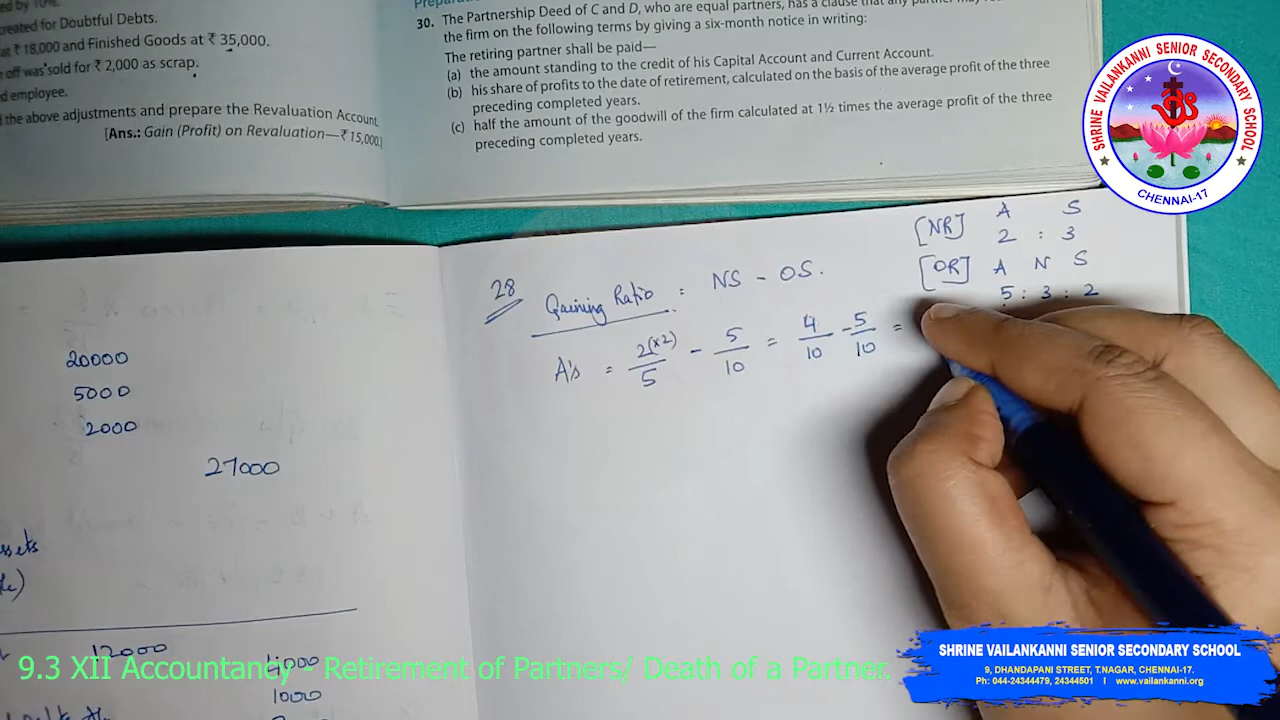 created for Doubtful Debts.
at ₹ 18,000 and Finished Goods at ₹ 35,000.
off was sold for ₹ 2,000 as scrap.
d employee.
the above adjustments and prepare the Revaluation Account.
[Ans.: Gain (Profit) on Revaluation—₹ 15,000.]
30. The Partnership Deed of C and D, who are equal partners, has a clause that any partner may
the firm on the following terms by giving a six-month notice in writing:
The retiring partner shall be paid—
(a) the amount standing to the credit of his Capital Account and Current Account.
(b) his share of profits to the date of retirement, calculated on the basis of the average profit of the three
preceding completed years.
(c) half the amount of the goodwill of the firm calculated at 1½ times the average profit of the three
preceding completed years.
SHRINE VAILANKANNI SENIOR SECONDARY SCHOOL
CHENNAI-17
[NR] A S
2 : 3
[OR] A N S
5 : 3 : 2
28 Gaining Ratio : NS - OS.
A's = 2(x2)/5 - 5/10 = 4/10 - 5/10 =
20000
5000
2000
27000
12000
1000
9.3 XII Accountancy - Retirement of Partners/ Death of a Partner.
SHRINE VAILANKANNI SENIOR SECONDARY SCHOOL
9, DHANDAPANI STREET, T.NAGAR, CHENNAI-17.
Ph: 044-24344479, 24344501 I www.vailankanni.org